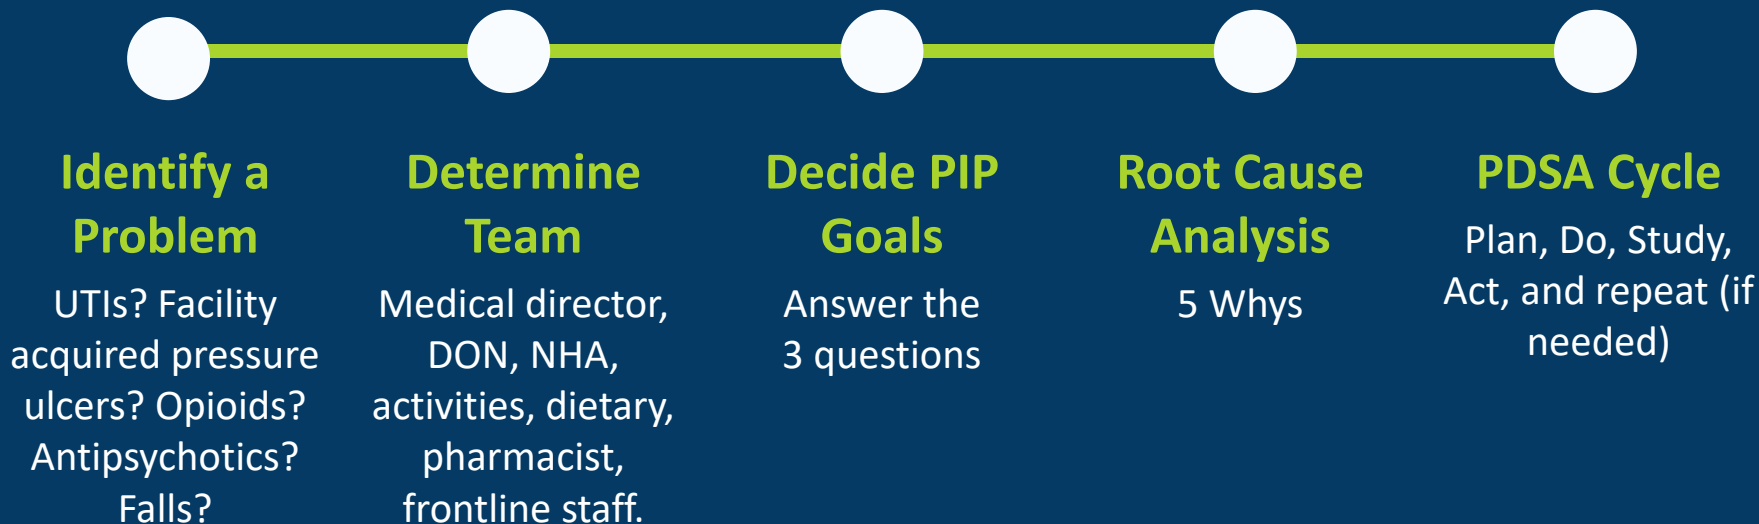 Identify a
Problem
UTIs? Facility
acquired pressure
ulcers? Opioids?
Antipsychotics?
Falls?
Determine
Team
Medical director,
DON, NHA,
activities, dietary,
pharmacist,
frontline staff.
Decide PIP
Goals
Answer the
3 questions
Root Cause
Analysis
5 Whys
PDSA Cycle
Plan, Do, Study,
Act, and repeat (if
needed)